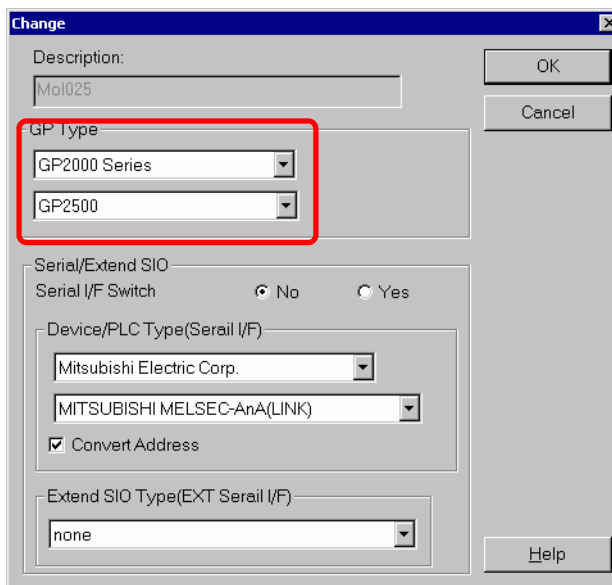 Change
Description:
Mol025
OK
Cancel
GP Type
GP2000 Series
GP2500
Serial/Extend SIO
Serial I/F Switch No Yes
Device/PLC Type(Serail I/F)
Mitsubishi Electric Corp.
MITSUBISHI MELSEC-AnA(LINK)
Convert Address
Extend SIO Type(EXT Serail I/F)
none
Help